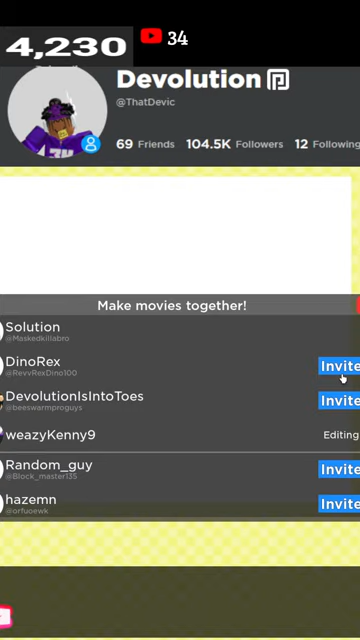 4,230
34
Devolution
@ThatDevic
69 Friends 104.5K Followers 12 Following
Make movies together!
Solution
@Maskedkillabro
DinoRex
@RevvRexDino100
Invite
DevolutionIsIntoToes
@beeswarmproguys
Invite
weazyKenny9
Editing
Random_guy
@Block_master135
Invite
hazemn
@orfuoewk
Invite